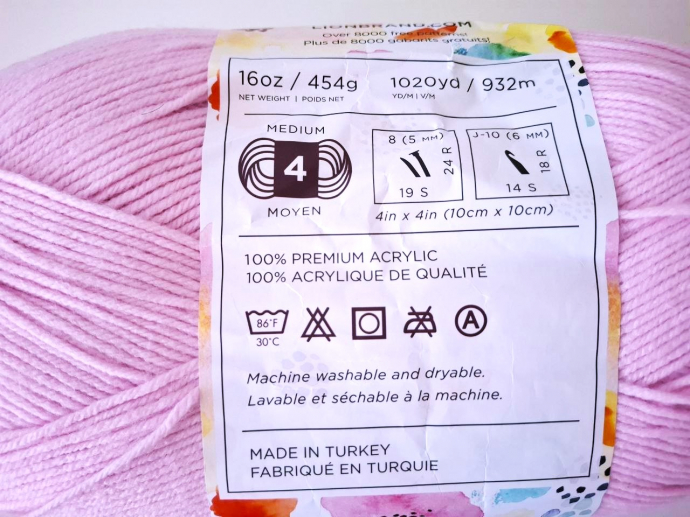 LIONBRAND.COM
Over 8000 free patterns!
Plus de 8000 gabarits gratuits!
16oz / 454g 1020yd / 932m
NET WEIGHT | POIDS NET YD/M | V/M
MEDIUM
4
MOYEN
8 (5 MM)
24 R
19 S
J-10 (6 MM)
18 R
14 S
4in x 4in (10cm x 10cm)
100% PREMIUM ACRYLIC
100% ACRYLIQUE DE QUALITÉ
86°F
30°C
A
Machine washable and dryable.
Lavable et séchable à la machine.
MADE IN TURKEY
FABRIQUÉ EN TURQUIE